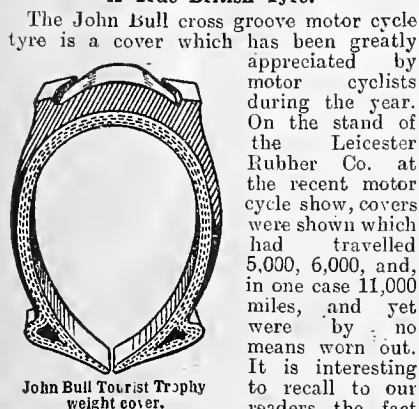 A True British Tyre.
The John Bull cross groove motor cycle
tyre is a cover which has been greatly
appreciated by
motor cyclists
during the year.
On the stand of
the Leicester
Rubber Co. at
the recent motor
cycle show, covers
were shown which
had travelled
5,000, 6,000, and,
in one case 11,000
miles, and yet
were by no
means worn out.
It is interesting
to recall to our
readers the fact
John Bull Tourist Trophy
weight cover.